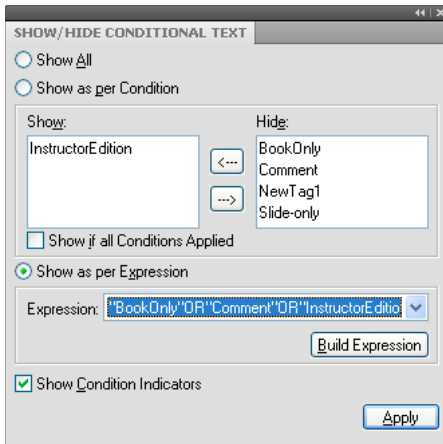 SHOW/HIDE CONDITIONAL TEXT
Show All
Show as per Condition
Show: Hide:
InstructorEdition BookOnly
<--- Comment
---> NewTag1
Slide-only
Show if all Conditions Applied
Show as per Expression
Expression: "BookOnly"OR"Comment"OR"InstructorEditio
Build Expression
Show Condition Indicators
Apply